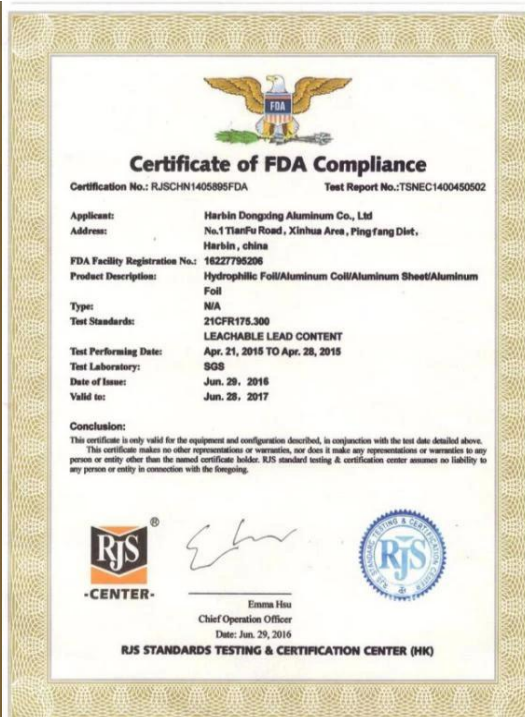 FDA
Certificate of FDA Compliance
Certification No.: RJSCHN1405895FDA Test Report No.:TSNEC1400450502
Applicant: Harbin Dongxing Aluminum Co., Ltd
Address: No.1 TianFu Road, Xinhua Area, Pingfang Dist,
Harbin, china
FDA Facility Registration No.: 16227795206
Product Description: Hydrophilic Foil/Aluminum Coil/Aluminum Sheet/Aluminum
Foil
Type: N/A
Test Standards: 21CFR175.300
LEACHABLE LEAD CONTENT
Test Performing Date: Apr. 21, 2015 TO Apr. 28, 2015
Test Laboratory: SGS
Date of Issue: Jun. 29, 2016
Valid to: Jun. 28, 2017
Conclusion:
This certificate is only valid for the equipment and configuration described, in conjunction with the test date detailed above.
This certificate makes no other representations or warranties, nor does it make any representations or warranties to any
person or entity other than the named certificate holder. RJS standard testing & certification center assumes no liability to
any person or entity in connection with the foregoing.
RJS ®
-CENTER-
RJS STANDARD TESTING & CERTIFICATION CENTER
RJS
Emma Hsu
Chief Operation Officer
Date: Jun. 29, 2016
RJS STANDARDS TESTING & CERTIFICATION CENTER (HK)